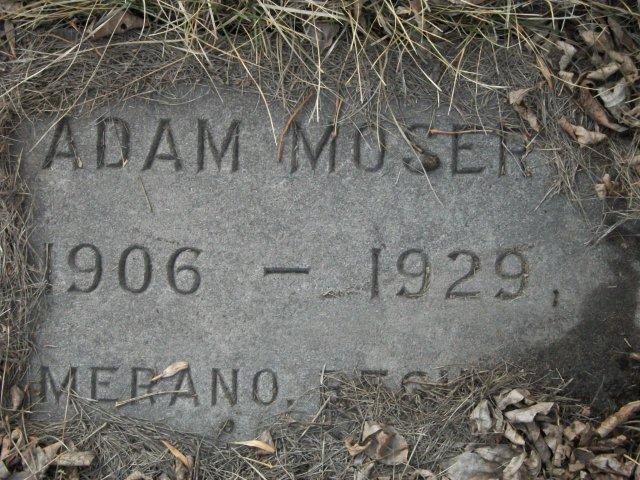 ADAM MOSER
1906 – 1929,
MERANO,